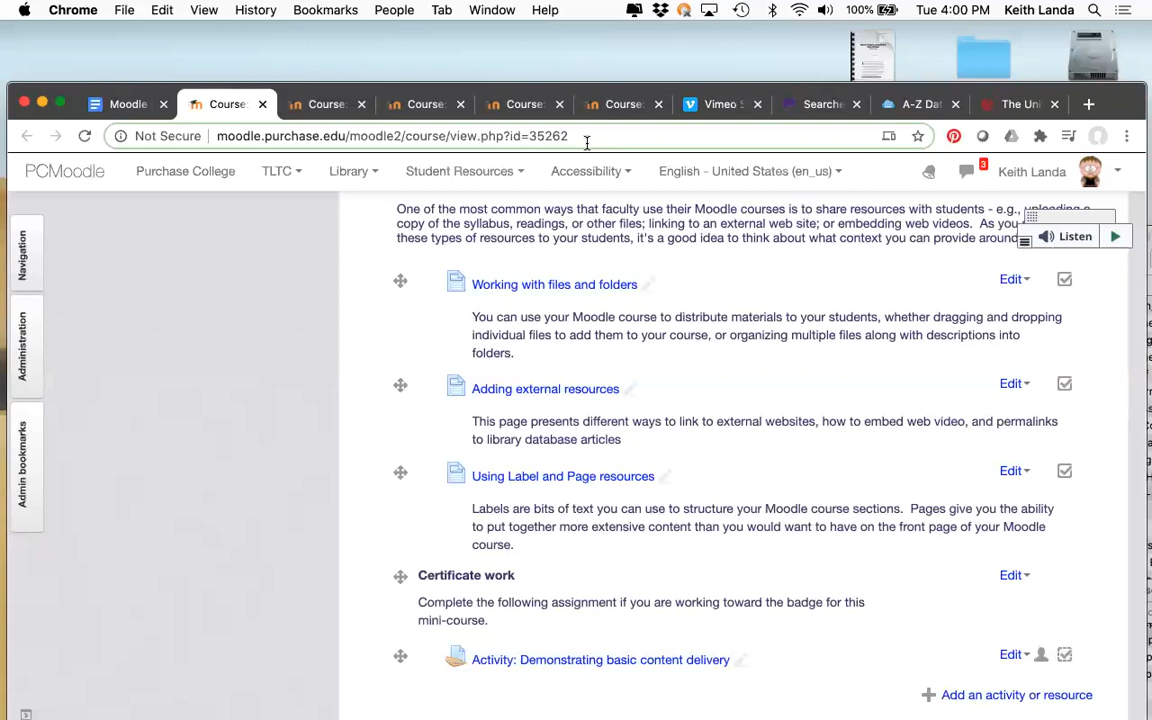 Chrome File Edit View Bookmarks People Tab Window Help 100% Tue 4:00 PM Keith Landa
Moodle Course: Course: Course: Course: Course: Vimeo S Searche A-Z Dat The Uni
Not Secure moodle.purchase.edu/moodle2/course/view.php?id=35262
PCMoodle Purchase College TLTC Library Student Resources Accessibility English - United States (en_us) 3 Keith Landa
One of the most common ways that faculty use their Moodle courses is to share resources with students - e.g., uploading a
copy of the syllabus, readings, or other files; linking to an external web site; or embedding web videos. As you
these types of resources to your students, it's a good idea to think about what context you can provide around
Listen
Navigation
Administration
Admin bookmarks
Working with files and folders Edit
You can use your Moodle course to distribute materials to your students, whether dragging and dropping
individual files to add them to your course, or organizing multiple files along with descriptions into
folders.
Adding external resources Edit
This page presents different ways to link to external websites, how to embed web video, and permalinks
to library database articles
Using Label and Page resources Edit
Labels are bits of text you can use to structure your Moodle course sections. Pages give you the ability
to put together more extensive content than you would want to have on the front page of your Moodle
course.
Certificate work Edit
Complete the following assignment if you are working toward the badge for this
mini-course.
Activity: Demonstrating basic content delivery Edit
Add an activity or resource